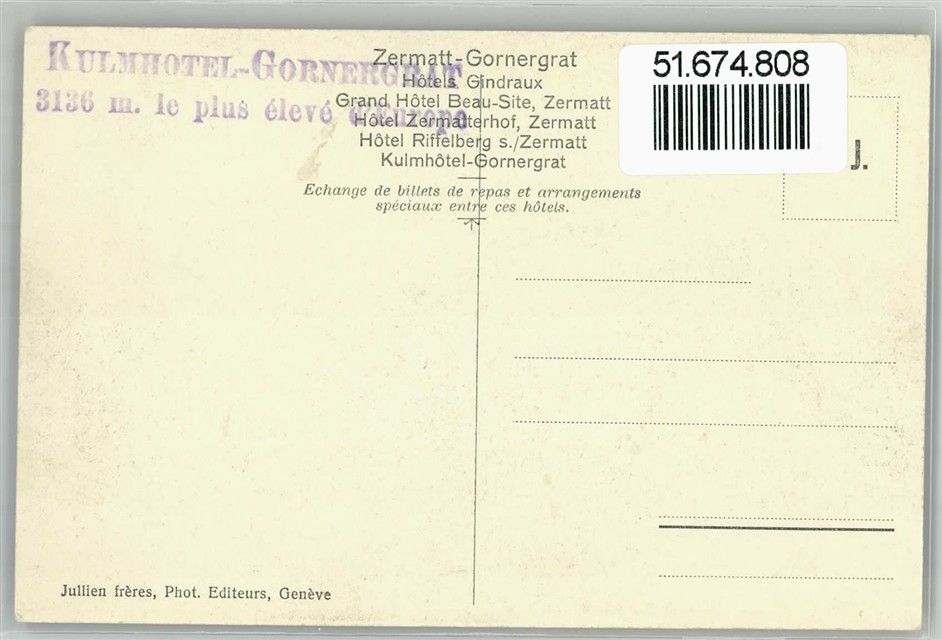 KULMHOTEL-GORNERGRAT
3136 m. le plus élevé d'Europe
Zermatt-Gornergrat
Hôtels Gindraux
Grand Hôtel Beau-Site, Zermatt
Hôtel Zermatterhof, Zermatt
Hôtel Riffelberg s./Zermatt
Kulmhôtel-Gornergrat
Echange de billets de repas et arrangements
spéciaux entre ces hôtels.
51.674.808
J.
Jullien frères, Phot. Editeurs, Genève